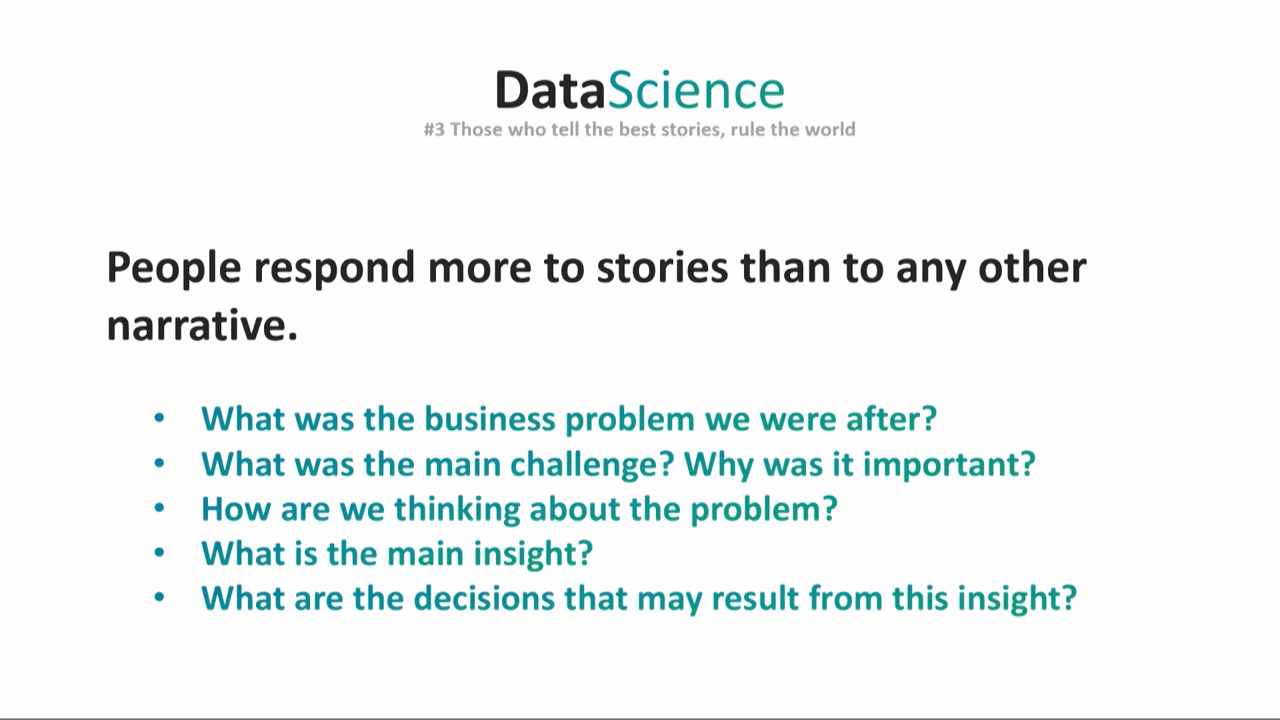 DataScience
#3 Those who tell the best stories, rule the world
People respond more to stories than to any other
narrative.
• What was the business problem we were after?
• What was the main challenge? Why was it important?
• How are we thinking about the problem?
• What is the main insight?
• What are the decisions that may result from this insight?